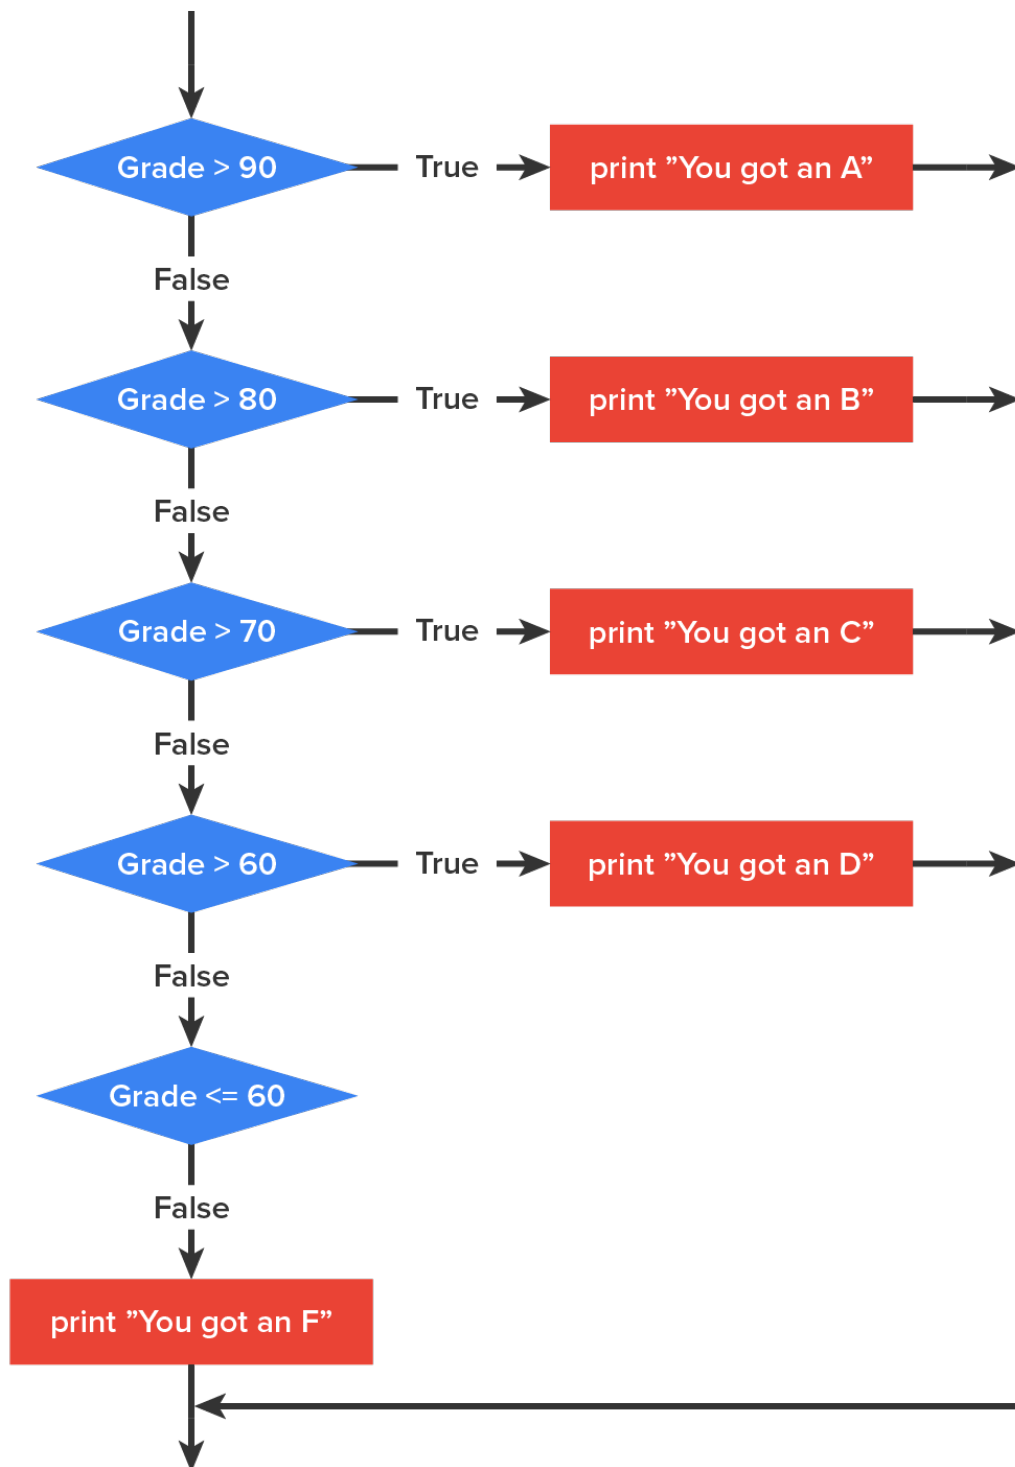 Grade > 90
True
print ”You got an A”
False
Grade > 80
True
print ”You got an B”
False
Grade > 70
True
print ”You got an C”
False
Grade > 60
True
print ”You got an D”
False
Grade <= 60
False
print ”You got an F”